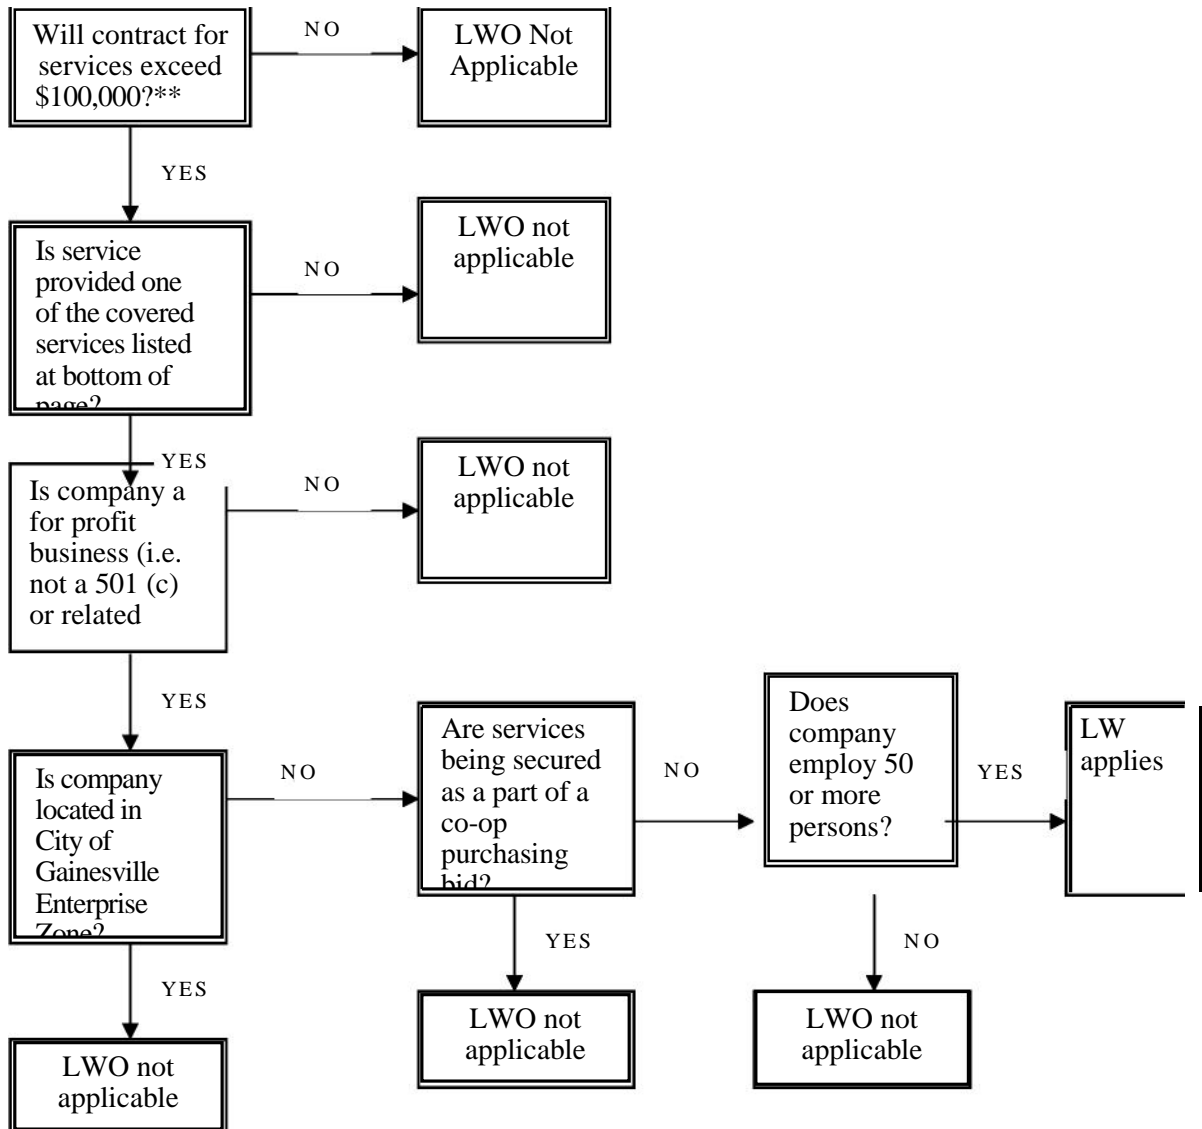 Will contract for
services exceed
$100,000?**
NO
LWO Not
Applicable
YES
Is service
provided one
of the covered
services listed
at bottom of
page?
NO
LWO not
applicable
YES
Is company a
for profit
business (i.e.
not a 501 (c)
or related
NO
LWO not
applicable
YES
Is company
located in
City of
Gainesville
Enterprise
Zone?
NO
Are services
being secured
as a part of a
co-op
purchasing
bid?
NO
Does
company
employ 50
or more
persons?
YES
LW
applies
YES
LWO not
applicable
YES
LWO not
applicable
NO
LWO not
applicable